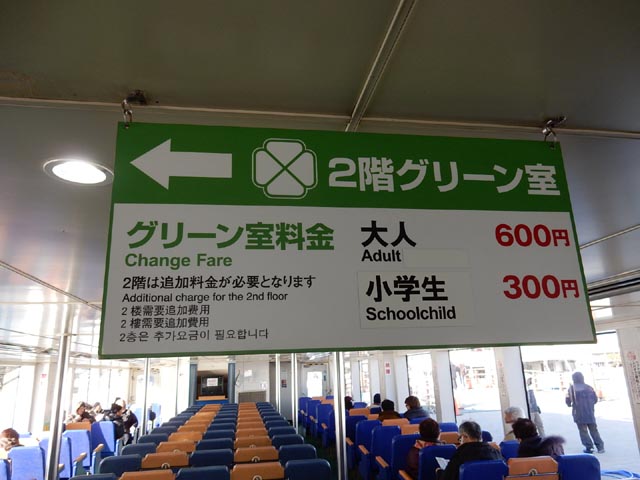 2階グリーン室
グリーン室料金
Change Fare
2階は追加料金が必要となります
Additional charge for the 2nd floor
2 楼需要追加费用
2 樓需要追加費用
2층은 추가요금이 필요합니다
大人 600円
Adult
小学生 300円
Schoolchild